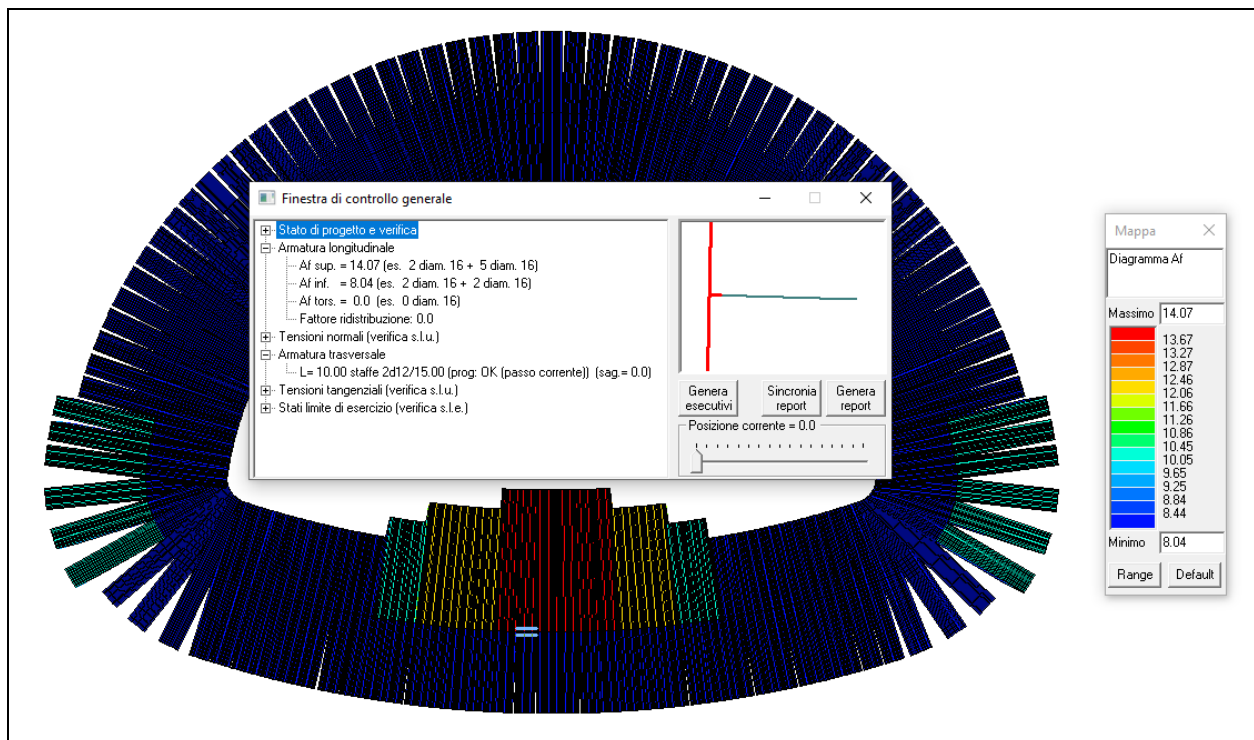 Finestra di controllo generale
Stato di progetto e verifica
Armatura longitudinale
Af sup. = 14.07 (es. 2 diam. 16 + 5 diam. 16)
Af inf. = 8.04 (es. 2 diam. 16 + 2 diam. 16)
Af tors. = 0.0 (es. 0 diam. 16)
Fattore ridistribuzione: 0.0
Tensioni normali (verifica s.l.u.)
Armatura trasversale
L= 10.00 staffe 2d12/15.00 (prog: OK (passo corrente)) (sag.= 0.0)
Tensioni tangenziali (verifica s.l.u.)
Stati limite di esercizio (verifica s.l.e.)
Genera esecutivi
Sincronia report
Genera report
Posizione corrente = 0.0
Mappa
Diagramma Af
Massimo 14.07
13.67
13.27
12.87
12.46
12.06
11.66
11.26
10.86
10.45
10.05
9.65
9.25
8.84
8.44
Minimo 8.04
Range Default